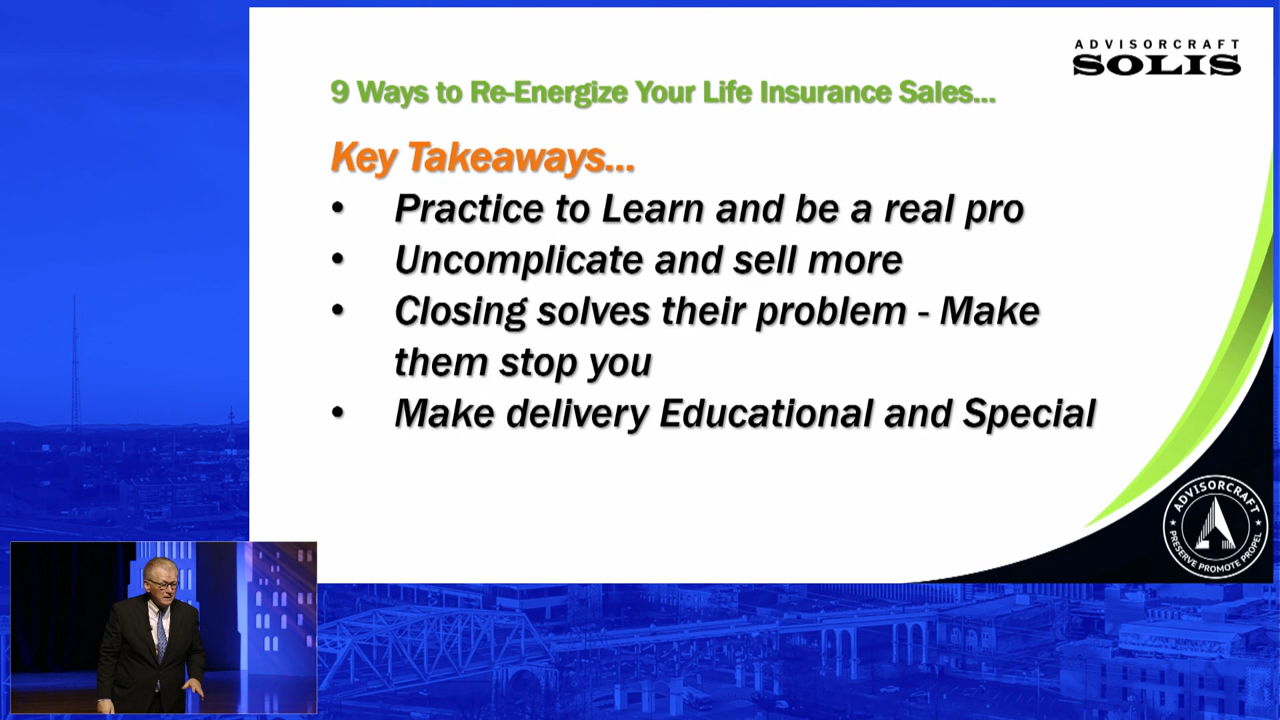 ADVISORCRAFT
SOLIS
9 Ways to Re-Energize Your Life Insurance Sales...
Key Takeaways...
• Practice to Learn and be a real pro
• Uncomplicate and sell more
• Closing solves their problem - Make
them stop you
• Make delivery Educational and Special
ADVISORCRAFT
PRESERVE PROMOTE PROPEL